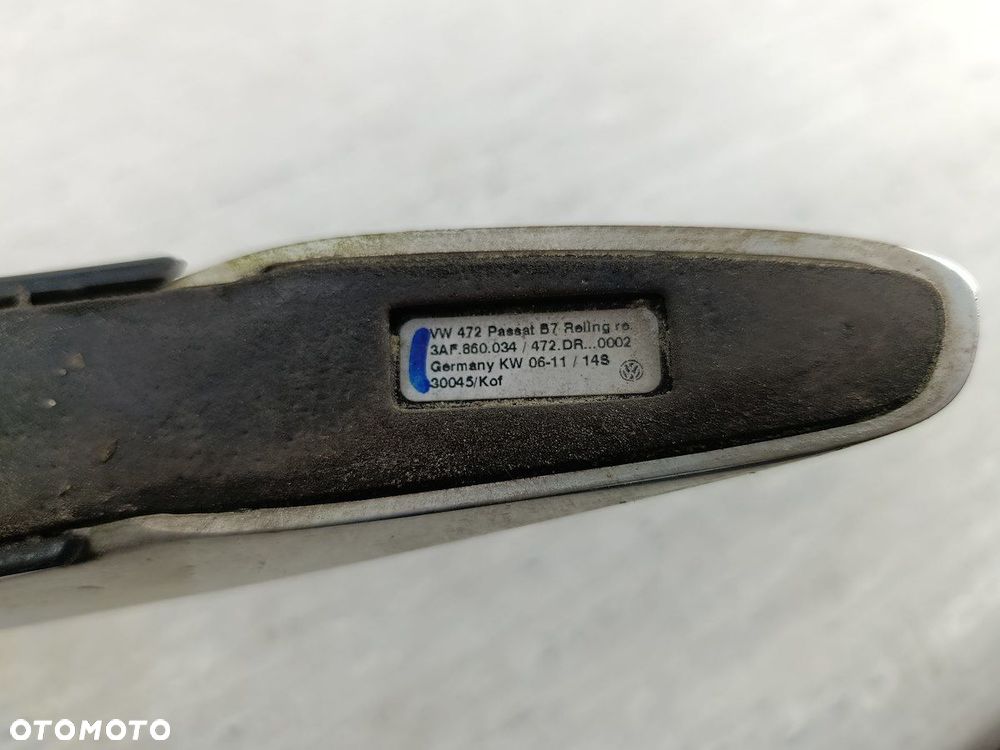 VW 472 Passat B7 Reling re.
3AF.860.034 / 472.DR...0002
Germany KW 06-11 / 14S
30045/Kof
OTOMOTO